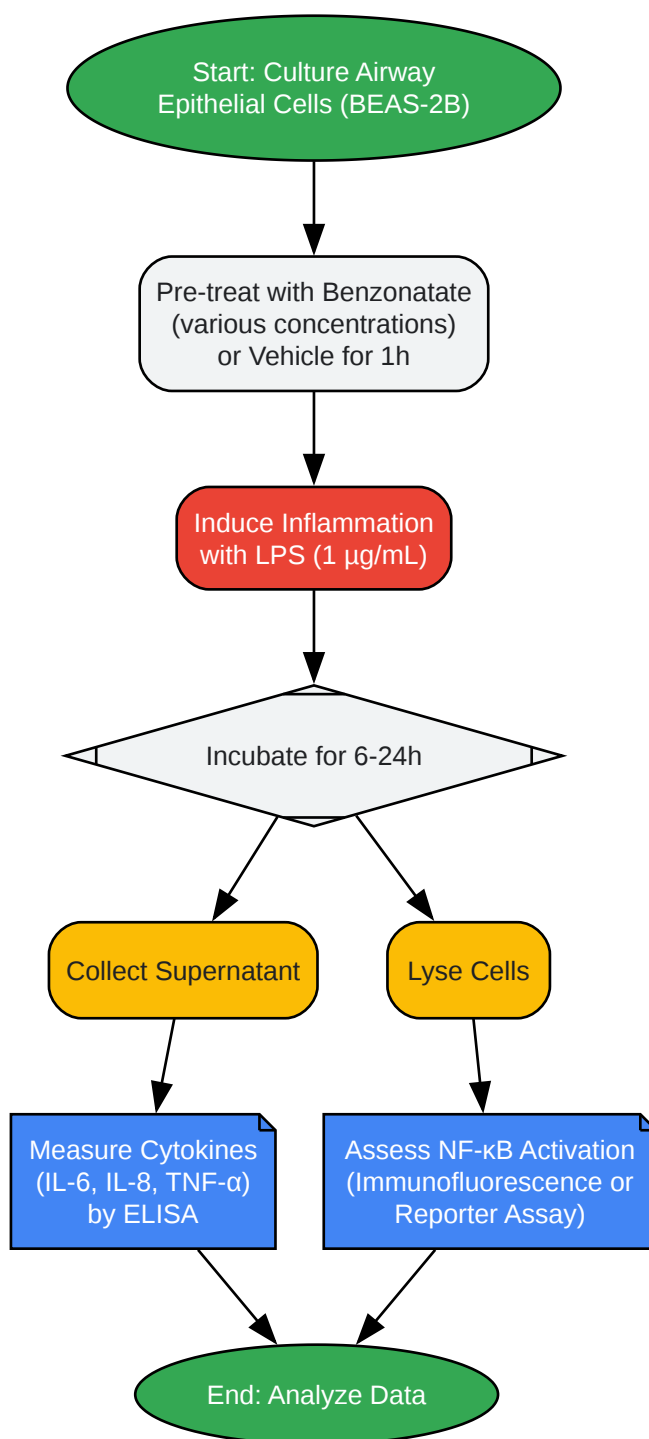 Start: Culture Airway
Epithelial Cells (BEAS-2B)
Pre-treat with Benzonatate
(various concentrations)
or Vehicle for 1h
Induce Inflammation
with LPS (1 µg/mL)
Incubate for 6-24h
Collect Supernatant
Lyse Cells
Measure Cytokines
(IL-6, IL-8, TNF-α)
by ELISA
Assess NF-κB Activation
(Immunofluorescence or
Reporter Assay)
End: Analyze Data